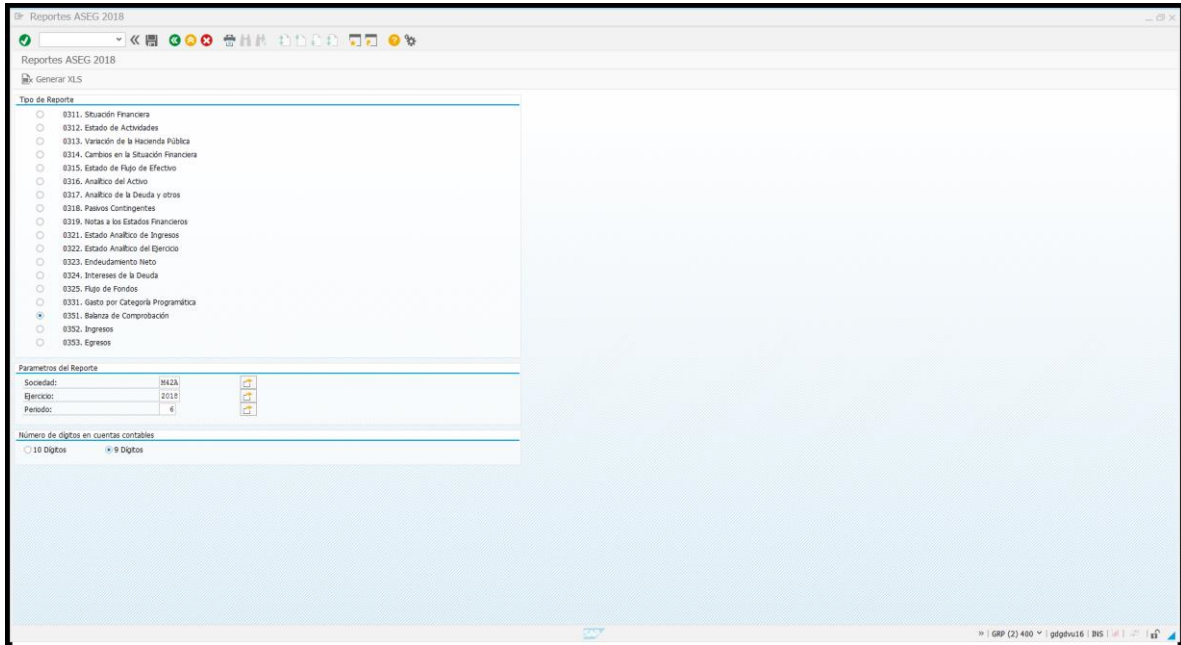 Reportes ASEG 2018
Reportes ASEG 2018
Generar XLS
Tipo de Reporte
0311. Situación Financiera
0312. Estado de Actividades
0313. Variación de la Hacienda Pública
0314. Cambios en la Situación Financiera
0315. Estado de Flujo de Efectivo
0316. Analítico del Activo
0317. Analítico de la Deuda y otros
0318. Pasivos Contingentes
0319. Notas a los Estados Financieros
0321. Estado Analítico de Ingresos
0322. Estado Analítico del Ejercicio
0323. Endeudamiento Neto
0324. Intereses de la Deuda
0325. Flujo de Fondos
0331. Gasto por Categoría Programática
0351. Balanza de Comprobación
0352. Ingresos
0353. Egresos
Parametros del Reporte
Sociedad: M42A
Ejercicio: 2018
Periodo: 6
Número de dígitos en cuentas contables
10 Dígitos 9 Dígitos
SAP
» | GRP (2) 400 | gdgdvu16 | INS